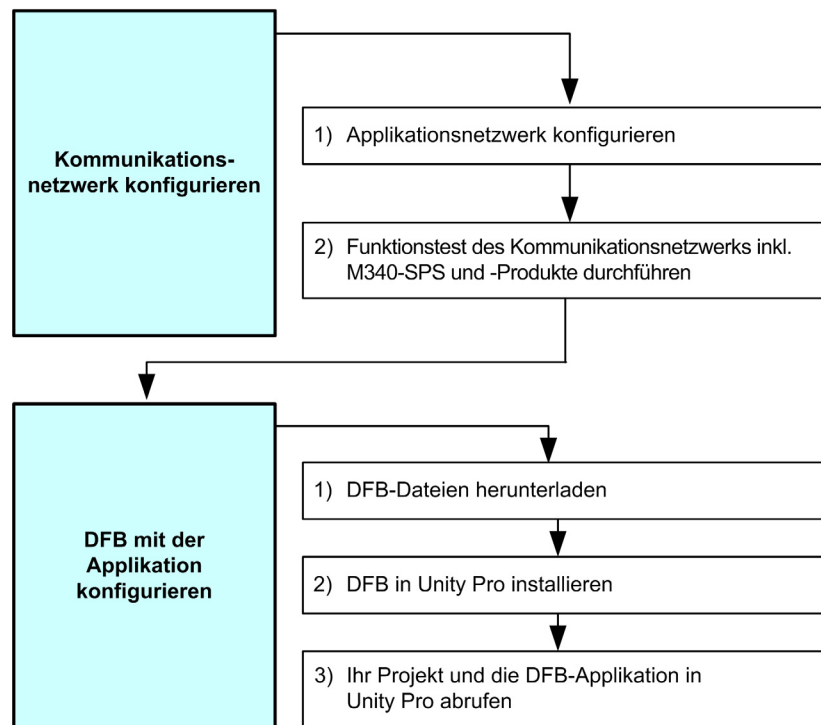 Kommunikations-
netzwerk konfigurieren
1) Applikationsnetzwerk konfigurieren
2) Funktionstest des Kommunikationsnetzwerks inkl.
M340-SPS und -Produkte durchführen
DFB mit der
Applikation
konfigurieren
1) DFB-Dateien herunterladen
2) DFB in Unity Pro installieren
3) Ihr Projekt und die DFB-Applikation in
Unity Pro abrufen